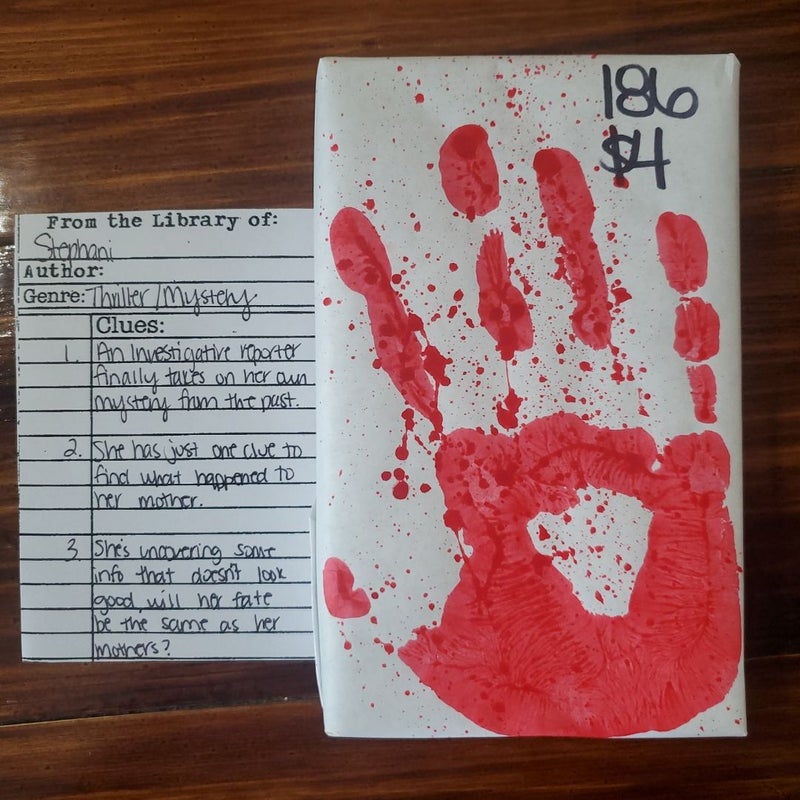 From the Library of:
Stephani
Author:
Genre: Thriller/Mystery
Clues:
1. An Investigative reporter
finally takes on her own
mystery from the past.
2. She has just one clue to
find what happened to
her mother.
3. She's uncovering some
info that doesn't look
good, will her fate
be the same as her
mothers?
186
$4